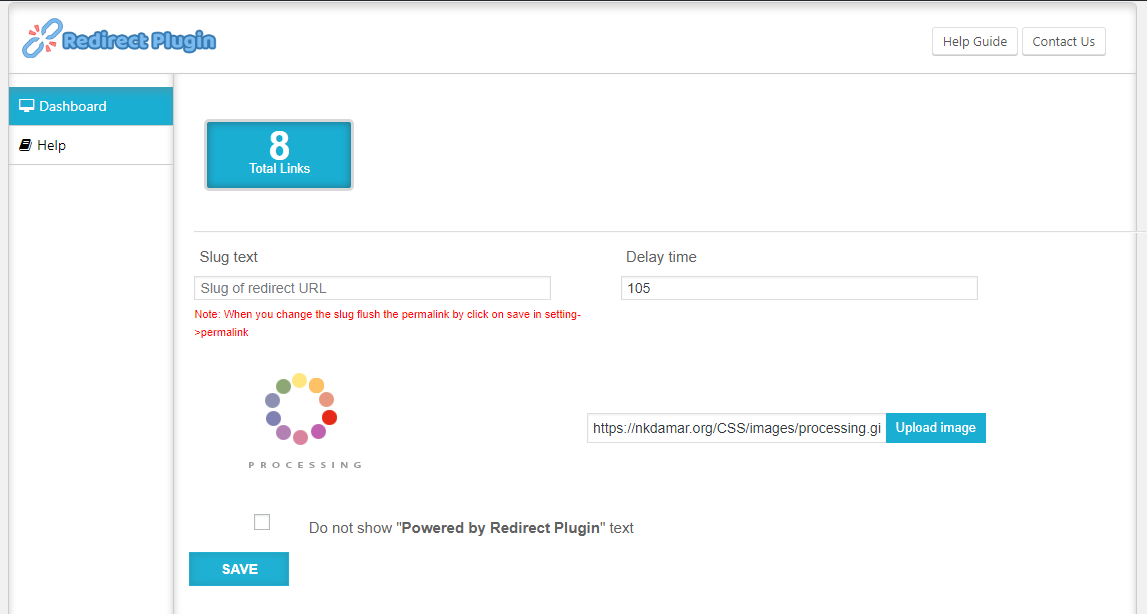 Redirect Plugin
Help Guide
Contact Us
Dashboard
Help
8
Total Links
Slug text
Delay time
Slug of redirect URL
105
Note: When you change the slug flush the permalink by click on save in setting-
>permalink
PROCESSING
https://nkdamar.org/CSS/images/processing.gi
Upload image
Do not show "Powered by Redirect Plugin" text
SAVE